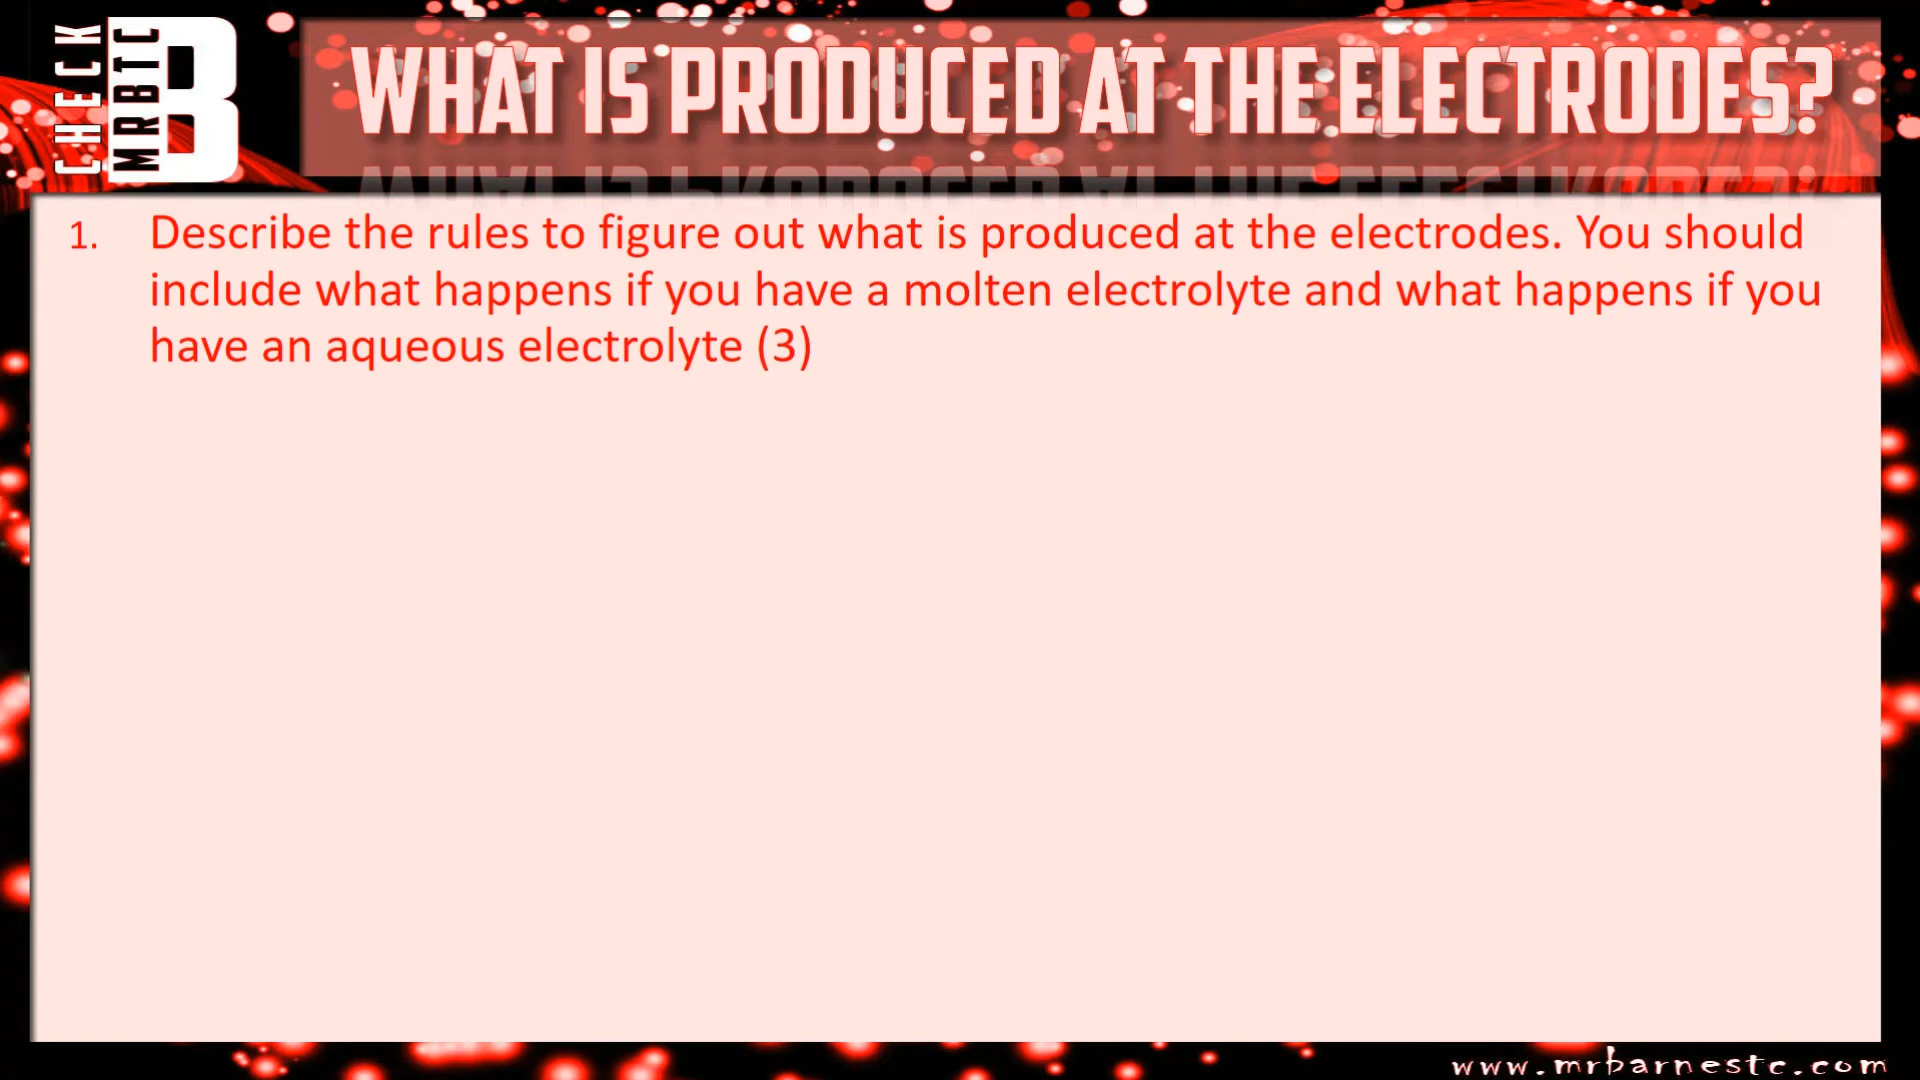 CHECK
MRBTC
B
WHAT IS PRODUCED AT THE ELECTRODES?
1. Describe the rules to figure out what is produced at the electrodes. You should
include what happens if you have a molten electrolyte and what happens if you
have an aqueous electrolyte (3)
www.mrbarnestc.com